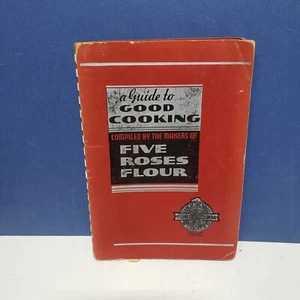 a Guide to
GOOD
COOKING
COMPILED BY THE MAKERS OF
FIVE
ROSES
FLOUR